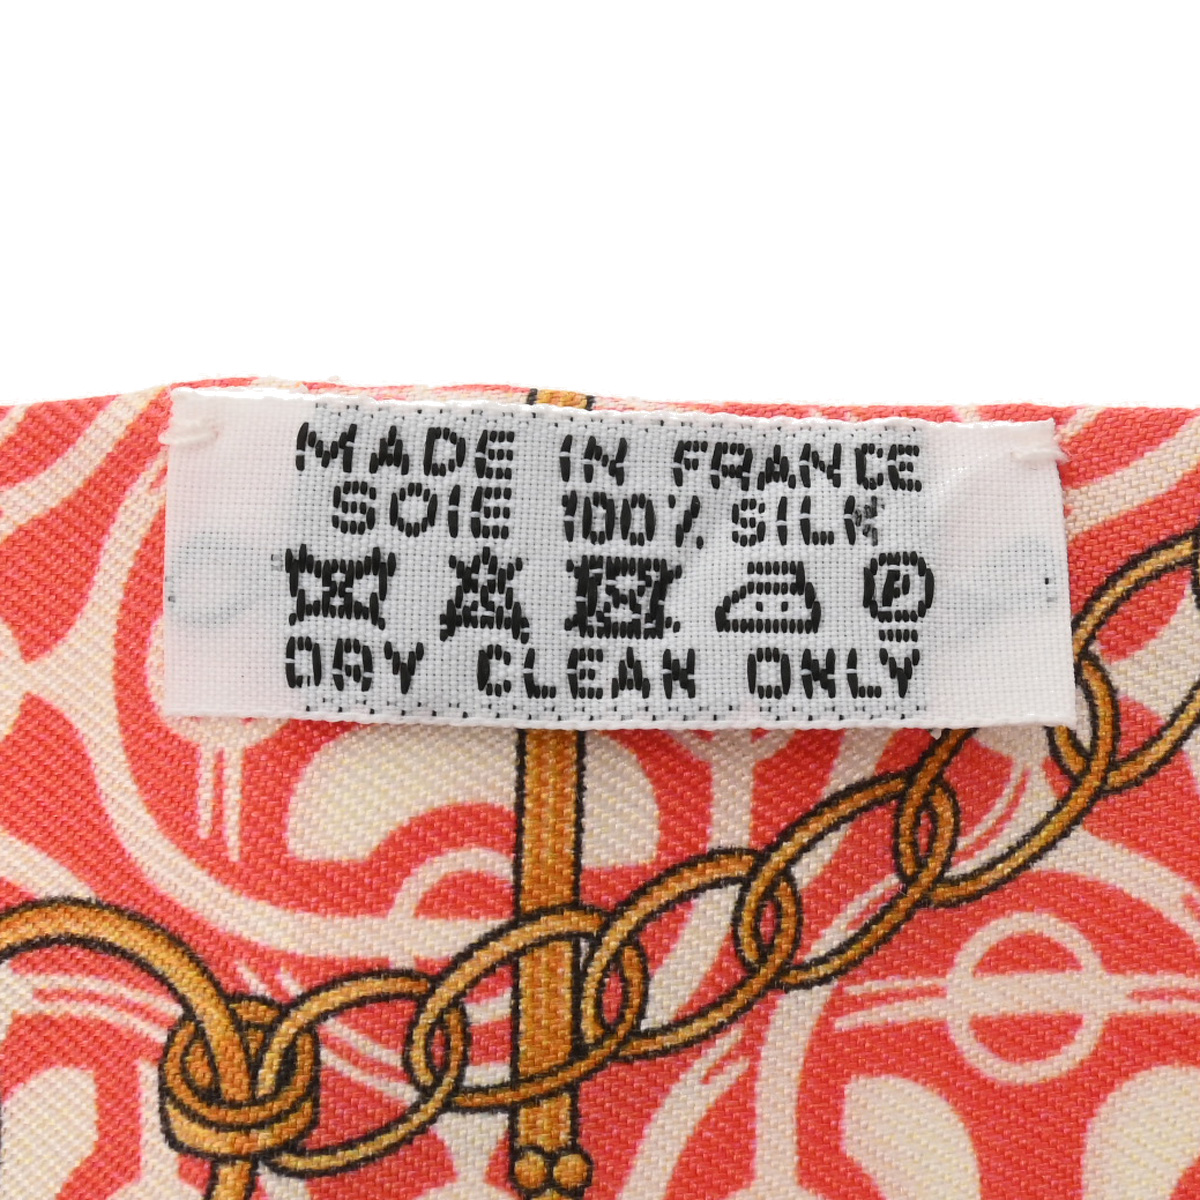 MADE IN FRANCE
SOIE 100% SILK
P
DRY CLEAN ONLY